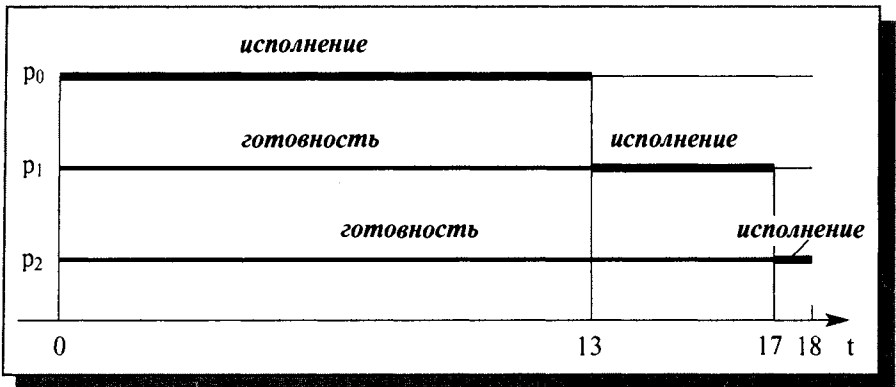 исполнение
p₀
готовность исполнение
p₁
готовность исполнение
p₂
0 13 17 18 t